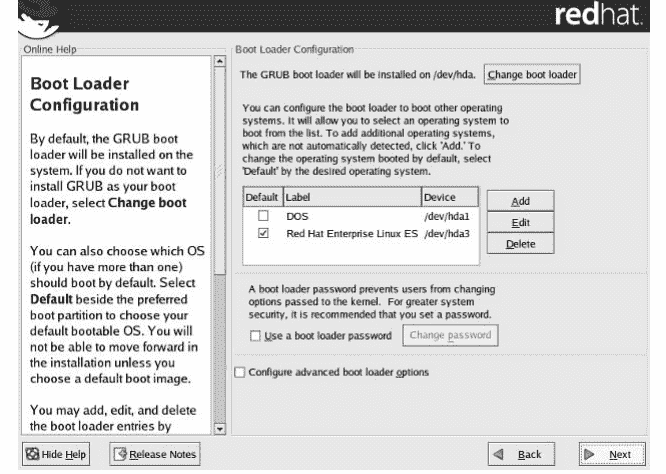 redhat.
Online Help
Boot Loader
Configuration
By default, the GRUB boot
loader will be installed on the
system. If you do not want to
install GRUB as your boot
loader, select Change boot
loader.
You can also choose which OS
(if you have more than one)
should boot by default. Select
Default beside the preferred
boot partition to choose your
default bootable OS. You will
not be able to move forward in
the installation unless you
choose a default boot image.
You may add, edit, and delete
the boot loader entries by
Boot Loader Configuration
The GRUB boot loader will be installed on /dev/hda. Change boot loader
You can configure the boot loader to boot other operating
systems. It will allow you to select an operating system to
boot from the list. To add additional operating systems,
which are not automatically detected, click 'Add.' To
change the operating system booted by default, select
'Default' by the desired operating system.
Default Label Device
DOS /dev/hda1
Red Hat Enterprise Linux ES /dev/hda3
Add
Edit
Delete
A boot loader password prevents users from changing
options passed to the kernel. For greater system
security, it is recommended that you set a password.
Use a boot loader password Change password
Configure advanced boot loader options
Hide Help Release Notes Back Next